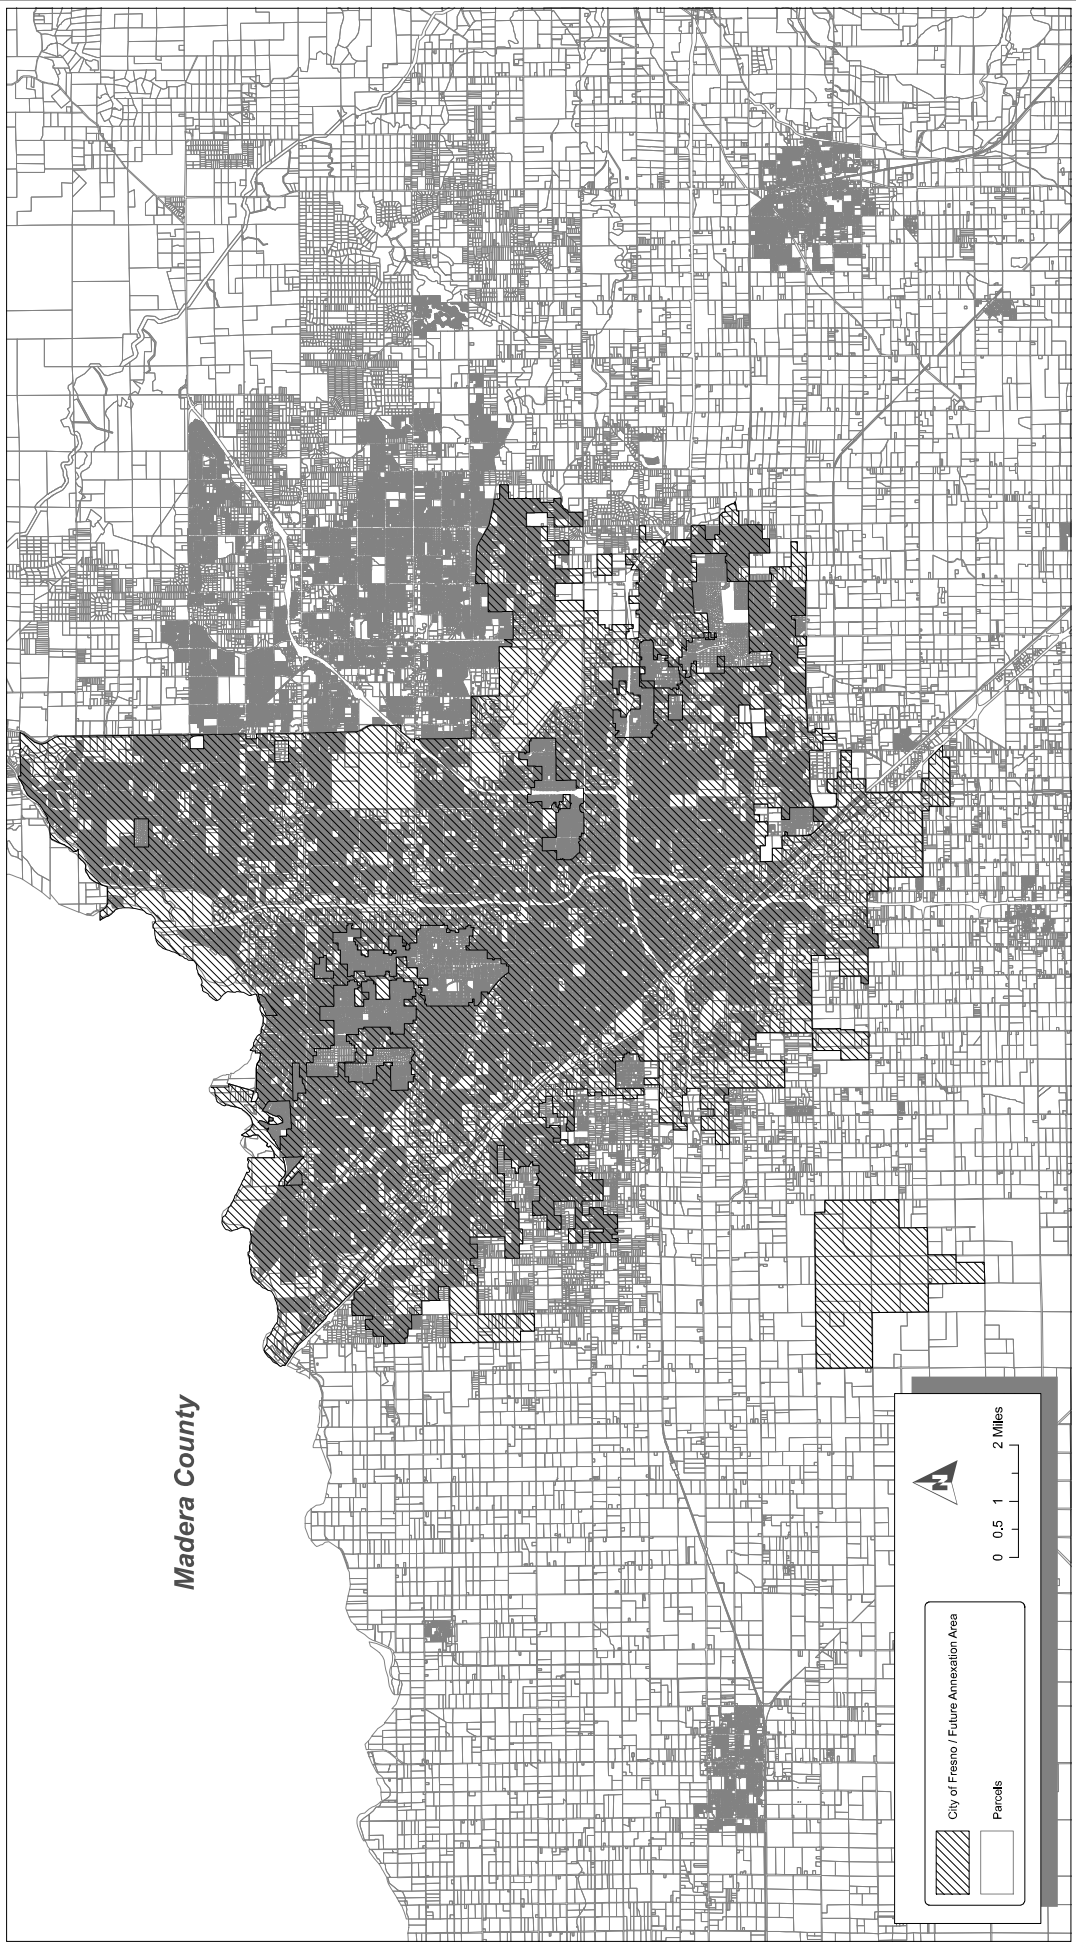 Madera County
N
0 0.5 1 2 Miles
City of Fresno / Future Annexation Area
Parcels